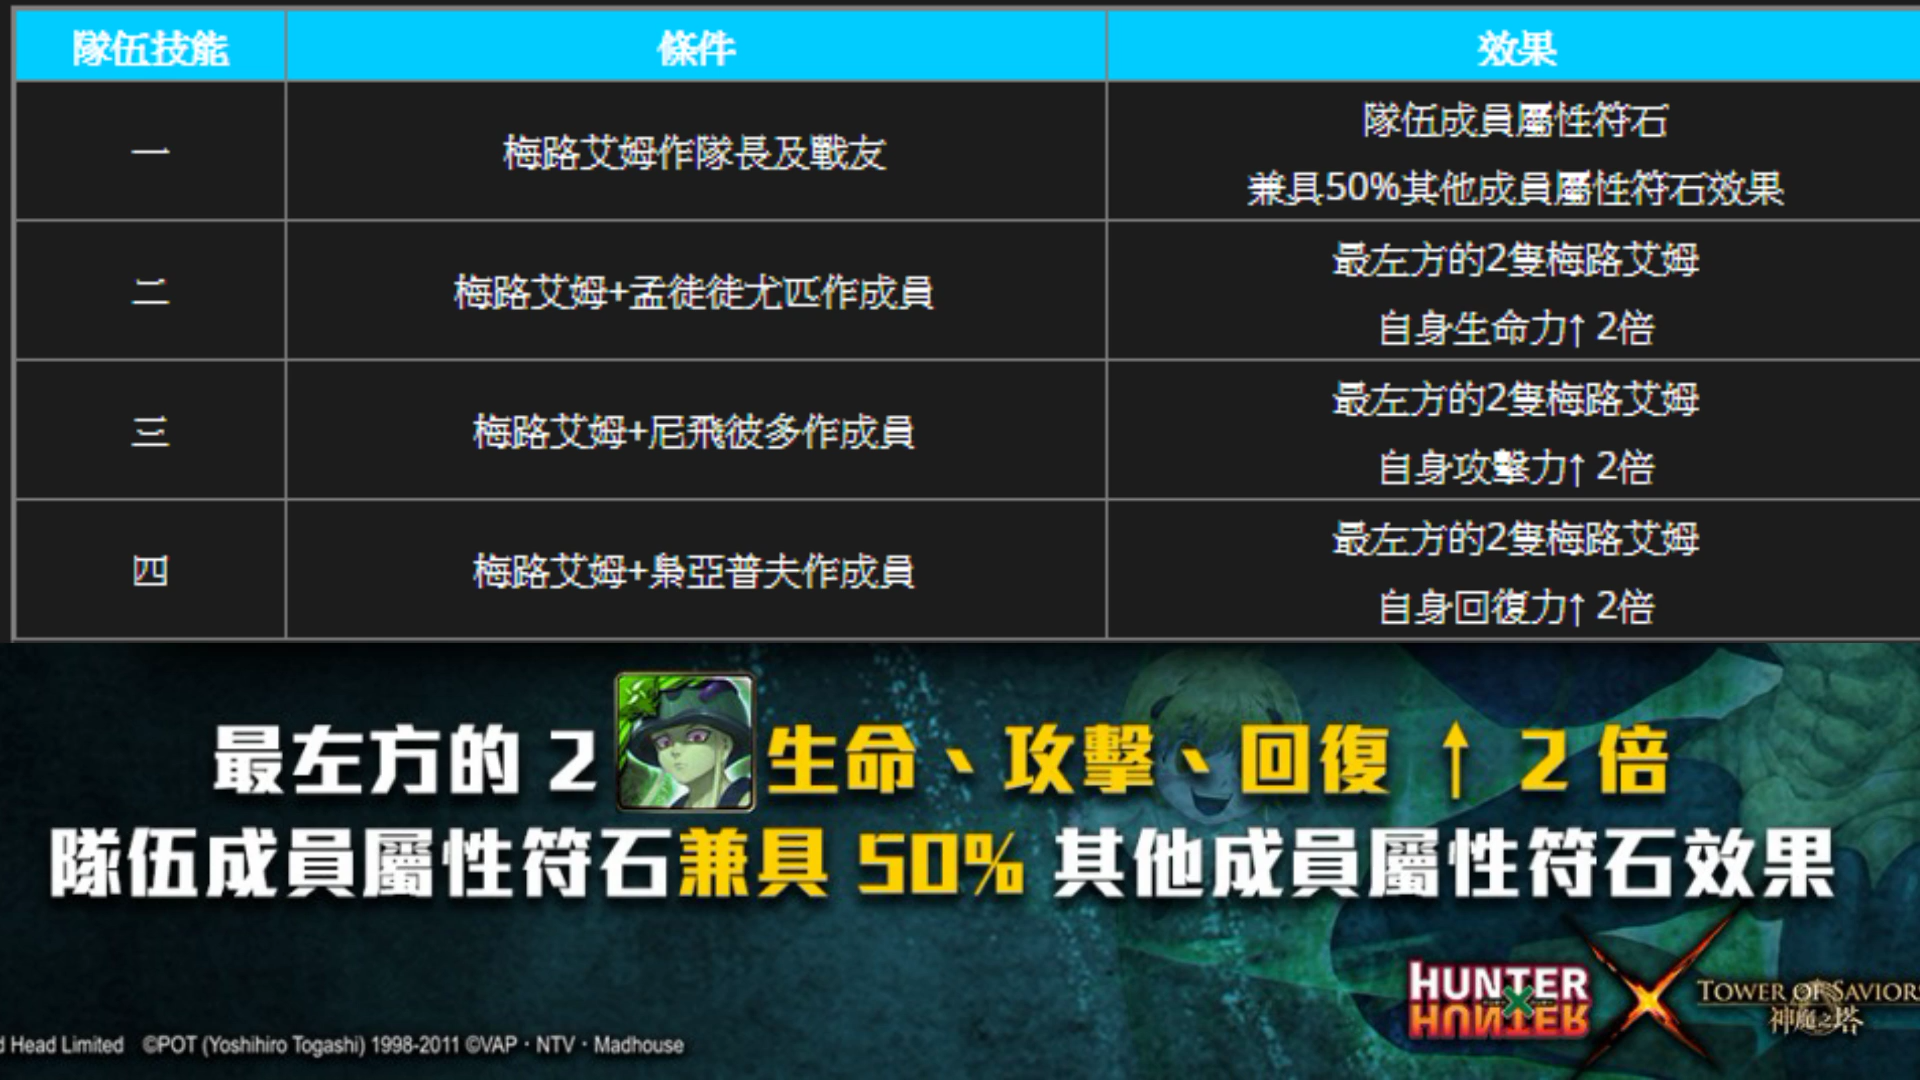 隊伍技能 條件 效果
一 梅路艾姆作隊長及戰友 隊伍成員屬性符石
兼具50%其他成員屬性符石效果
二 梅路艾姆+孟徒徒尤匹作成員 最左方的2隻梅路艾姆
自身生命力↑ 2倍
三 梅路艾姆+尼飛彼多作成員 最左方的2隻梅路艾姆
自身攻擊力↑ 2倍
四 梅路艾姆+梟亞普夫作成員 最左方的2隻梅路艾姆
自身回復力↑ 2倍
最左方的 2 生命、攻擊、回復 ↑ 2 倍
隊伍成員屬性符石兼具 50% 其他成員屬性符石效果
HUNTER
HUNTER
TOWER OF SAVIORS
神魔之塔
d Head Limited ©POT (Yoshihiro Togashi) 1998-2011 ©VAP・NTV・Madhouse